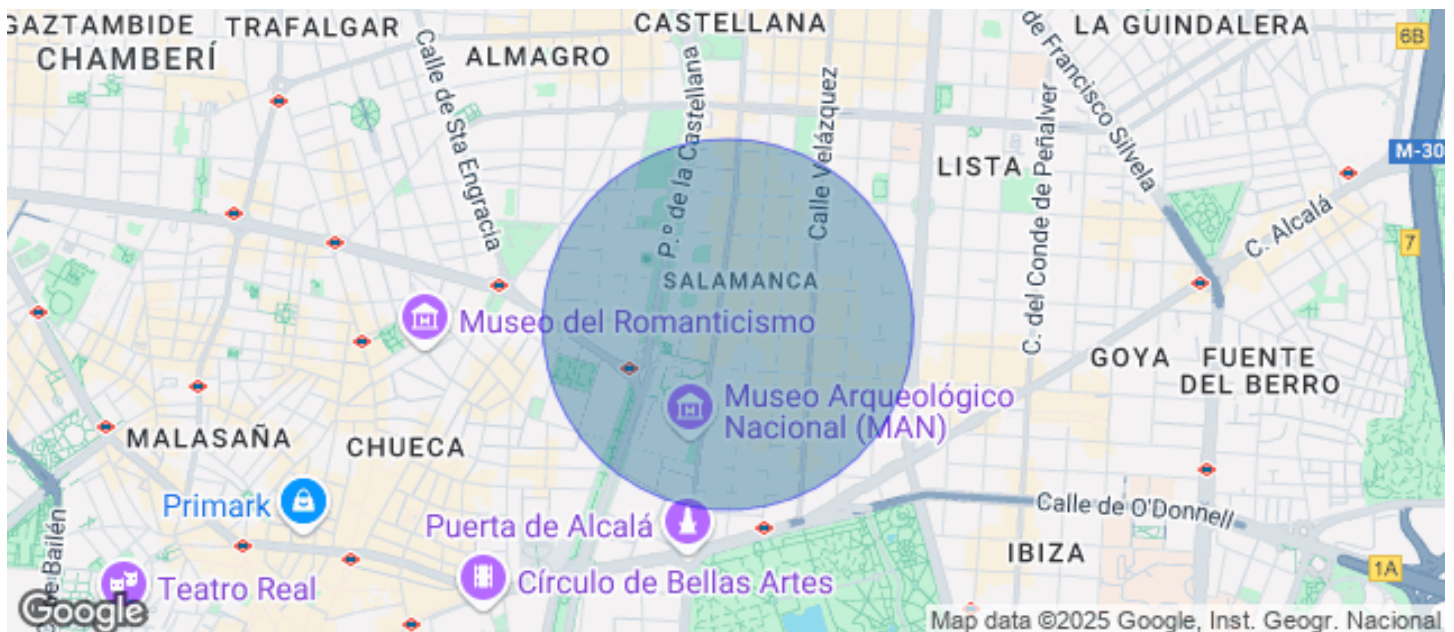 GAZTAMBIDE
TRAFALGAR
CASTELLANA
LA GUINDALERA
6B
CHAMBERÍ
ALMAGRO
Calle de Sta Engracia
P.º de la Castellana
Calle Velázquez
de Francisco Silvela
C. del Conde de Peñalver
M-30
LISTA
C. Alcalá
7
SALAMANCA
Museo del Romanticismo
GOYA
FUENTE
DEL BERRO
Museo Arqueológico
Nacional (MAN)
MALASAÑA
CHUECA
Primark
Puerta de Alcalá
Calle de O'Donnell
de Bailén
IBIZA
Teatro Real
Círculo de Bellas Artes
1A
Google
Map data ©2025 Google, Inst. Geogr. Nacional